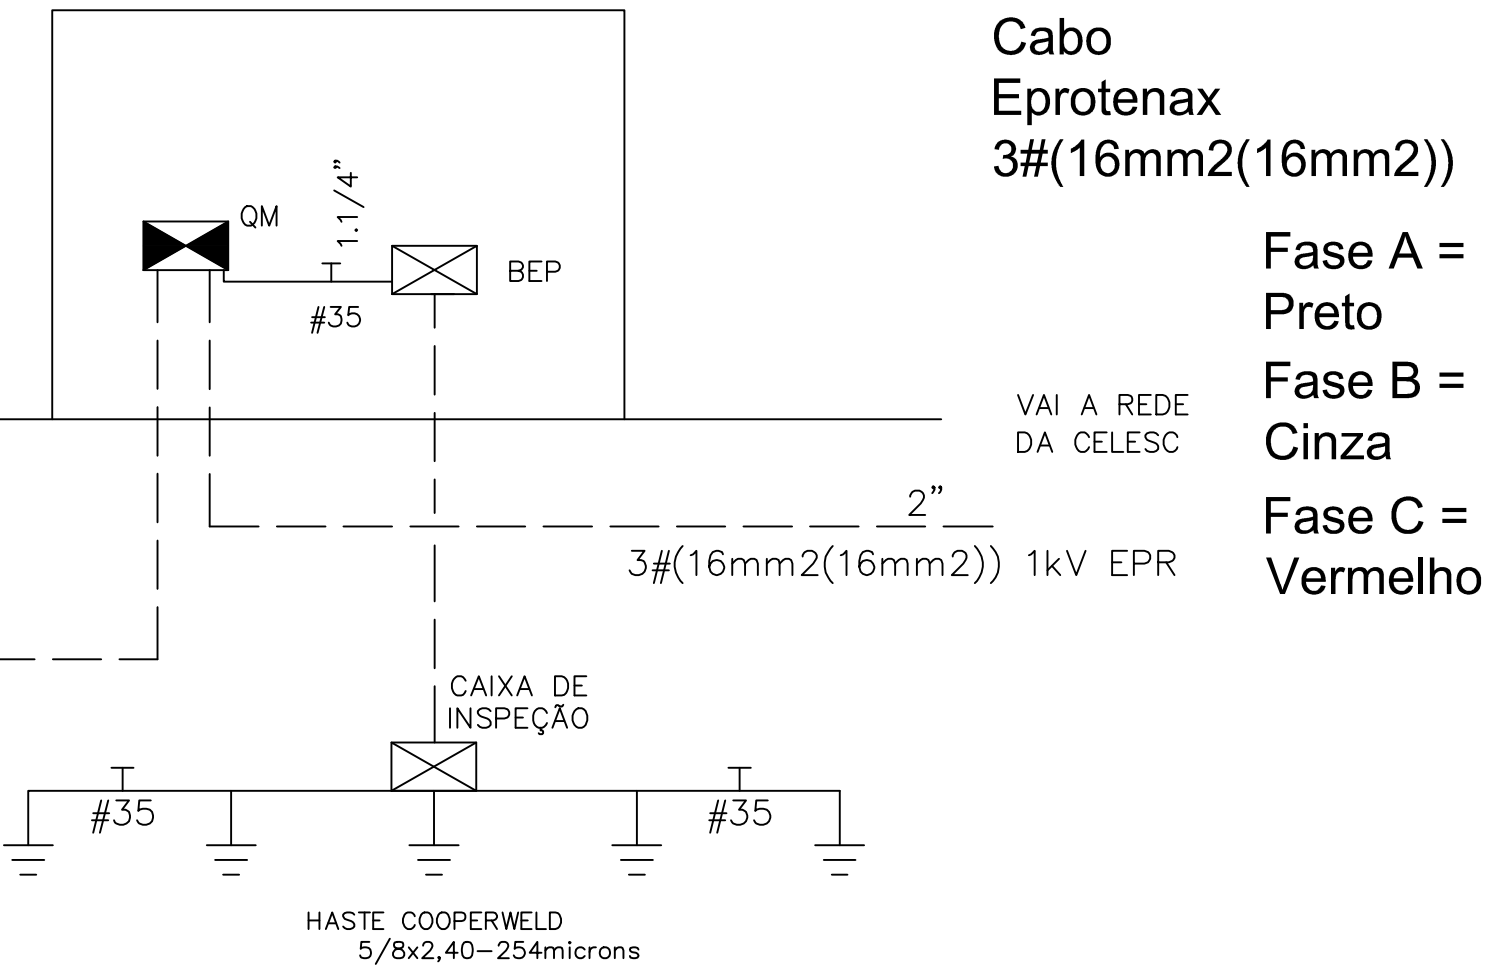 Cabo
Eprotenax
3#(16mm2(16mm2))
1.1/4”
QM
BEP
#35
Fase A =
Preto
Fase B =
Cinza
Fase C =
Vermelho
VAI A REDE
DA CELESC
2”
3#(16mm2(16mm2)) 1kV EPR
CAIXA DE
INSPEÇÃO
#35
#35
HASTE COOPERWELD
5/8x2,40-254microns